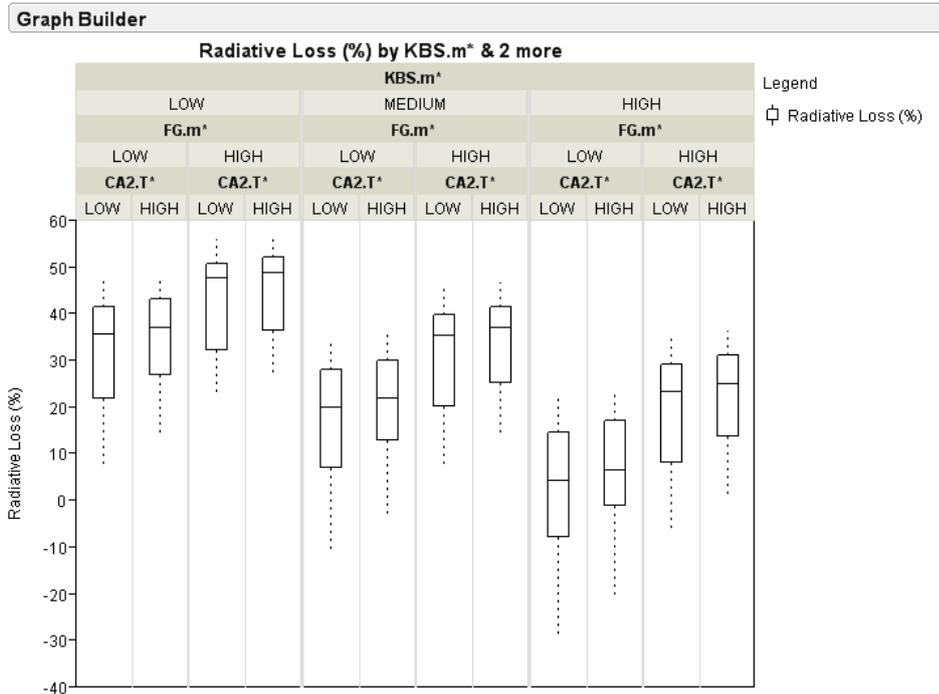 Graph Builder
Radiative Loss (%) by KBS.m* & 2 more
KBS.m*
LOW MEDIUM HIGH
FG.m* FG.m* FG.m*
LOW HIGH LOW HIGH LOW HIGH
CA2.T* CA2.T* CA2.T* CA2.T* CA2.T* CA2.T*
LOW HIGH LOW HIGH LOW HIGH LOW HIGH LOW HIGH LOW HIGH
Legend
Radiative Loss (%)
Radiative Loss (%)
60
50
40
30
20
10
0
-10
-20
-30
-40